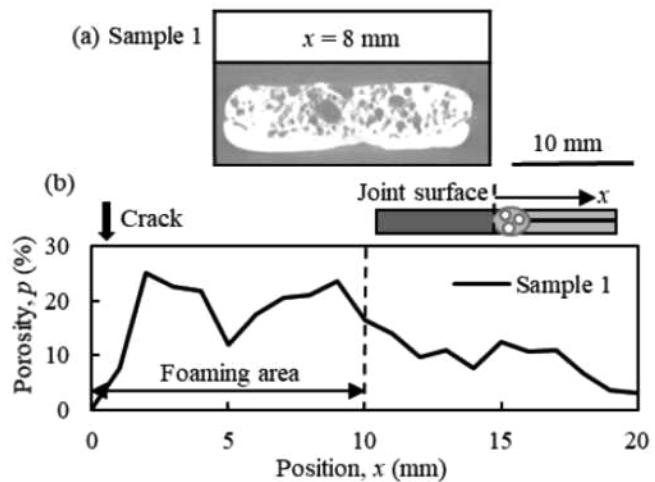 (a) Sample 1
x = 8 mm
10 mm
(b)
Joint surface
x
Crack
Porosity, p (%)
30
20
10
0
Sample 1
Foaming area
0 5 10 15 20
Position, x (mm)